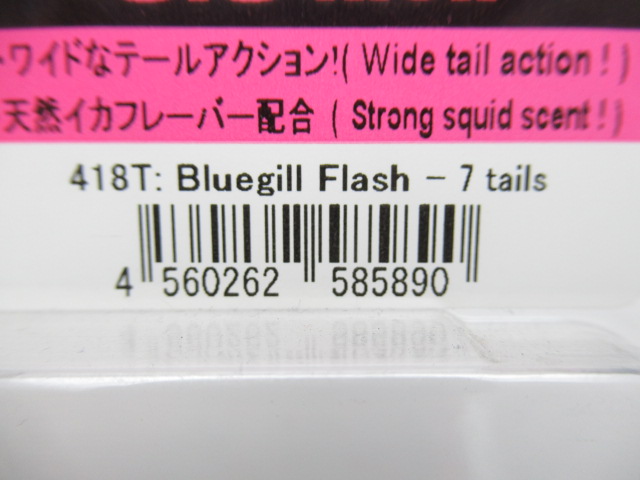 ・ワイドなテールアクション!( Wide tail action ! )
天然イカフレーバー配合 ( Strong squid scent! )
418T: Bluegill Flash - 7 tails
4 560262 585890